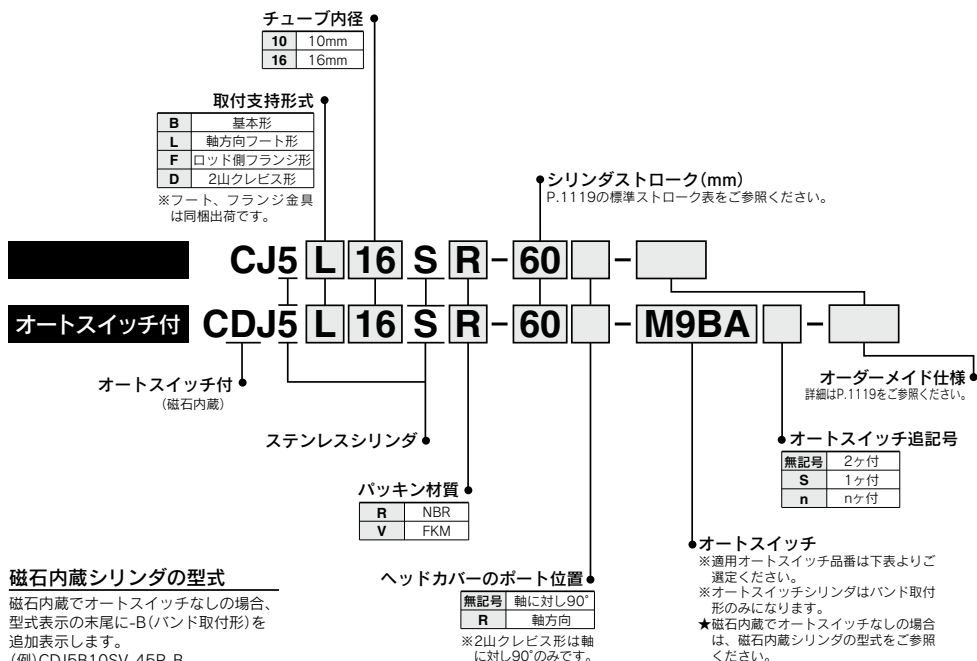 チューブ内径
10 10mm
16 16mm
取付支持形式
B 基本形
L 軸方向フート形
F ロッド側フランジ形
D 2山クレビス形
※フート、フランジ金具
は同梱出荷です。
シリンダストローク(mm)
P.1119の標準ストローク表をご参照ください。
CJ5 L 16 S R - 60 -
オートスイッチ付 CDJ5 L 16 S R - 60 - M9BA -
オートスイッチ付
(磁石内蔵)
ステンレスシリンダ
オーダーメイド仕様
詳細はP.1119をご参照ください。
オートスイッチ追記号
無記号 2ヶ付
S 1ヶ付
n nヶ付
パッキン材質
R NBR
V FKM
オートスイッチ
※適用オートスイッチ品番は下表よりご
選定ください。
※オートスイッチシリンダはバンド取付
形のみになります。
★磁石内蔵でオートスイッチなしの場合
は、磁石内蔵シリンダの型式をご参照
ください。
ヘッドカバーのポート位置
無記号 軸に対し90°
R 軸方向
※2山クレビス形は軸
に対し90°のみです。
磁石内蔵シリンダの型式
磁石内蔵でオートスイッチなしの場合、
型式表示の末尾に-B(バンド取付形)を
追加表示します。
(例)CDJ5B10SV-45R-B